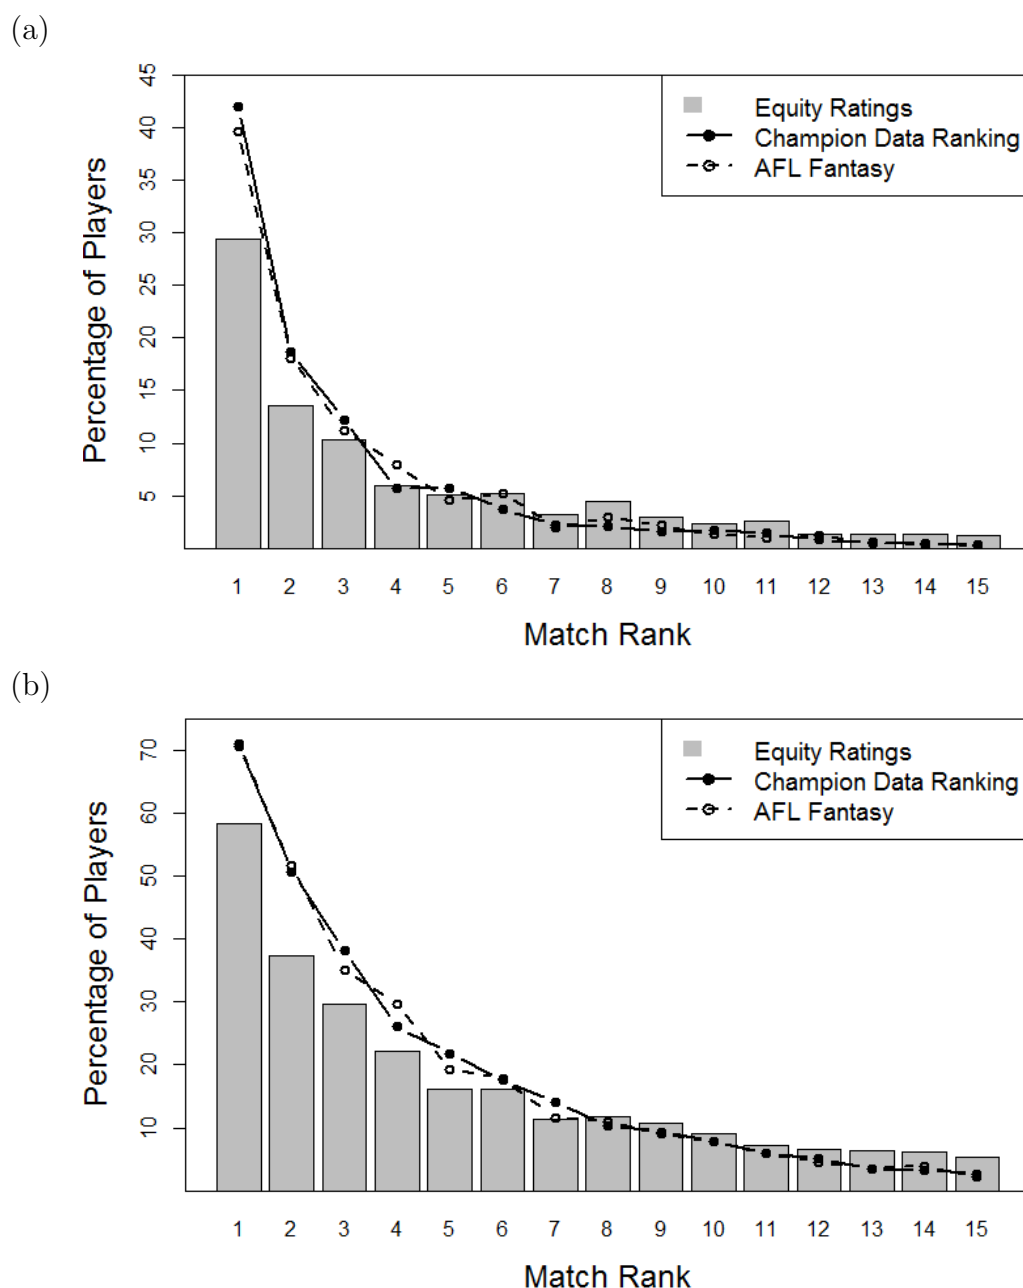 (a)
45
40
35
30
25
20
15
10
5
Percentage of Players
Equity Ratings
Champion Data Ranking
AFL Fantasy
1 2 3 4 5 6 7 8 9 10 11 12 13 14 15
Match Rank
(b)
70
60
50
40
30
20
10
Percentage of Players
Equity Ratings
Champion Data Ranking
AFL Fantasy
1 2 3 4 5 6 7 8 9 10 11 12 13 14 15
Match Rank